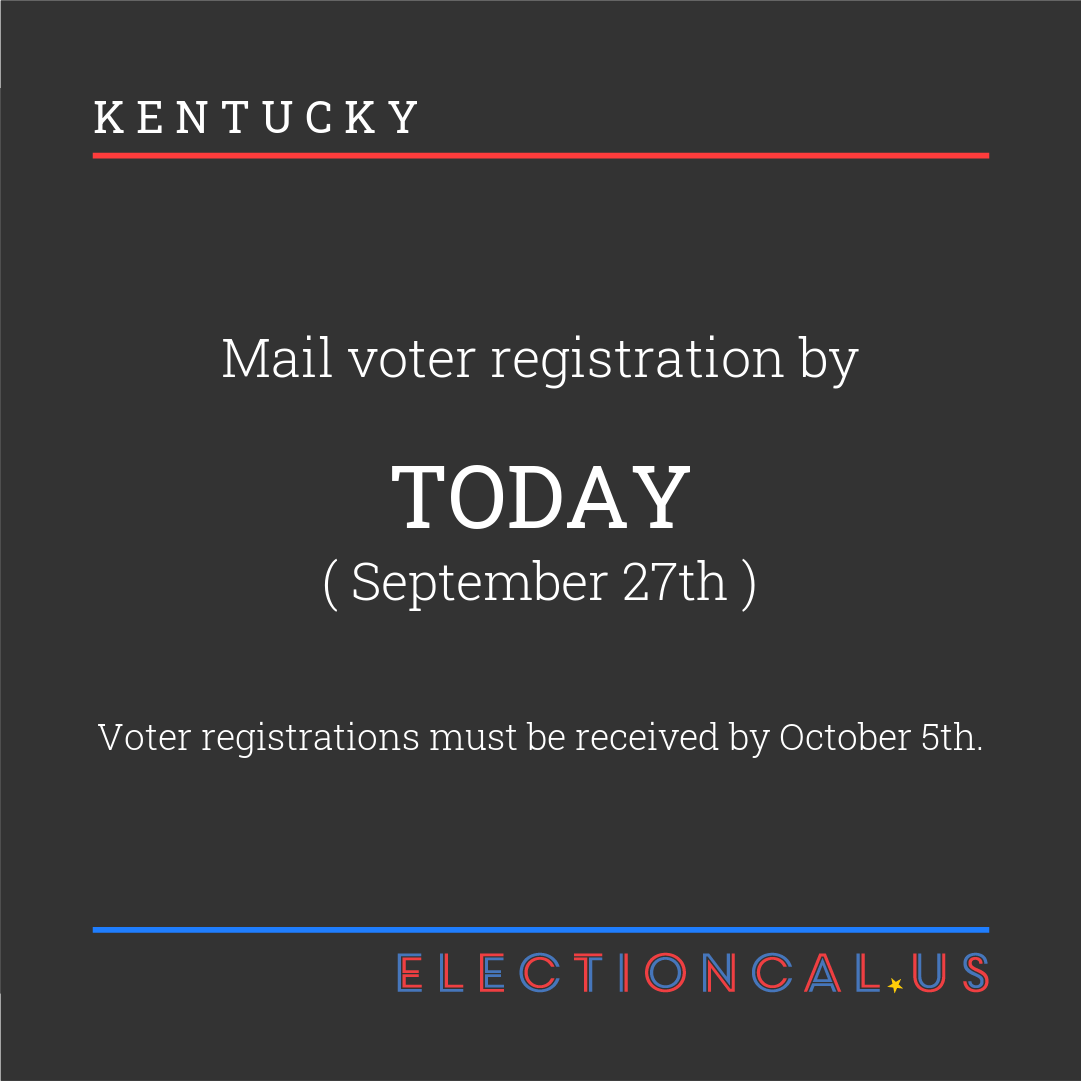 KENTUCKY
Mail voter registration by
TODAY
( September 27th )
Voter registrations must be received by October 5th.
ELECTIONCAL.US